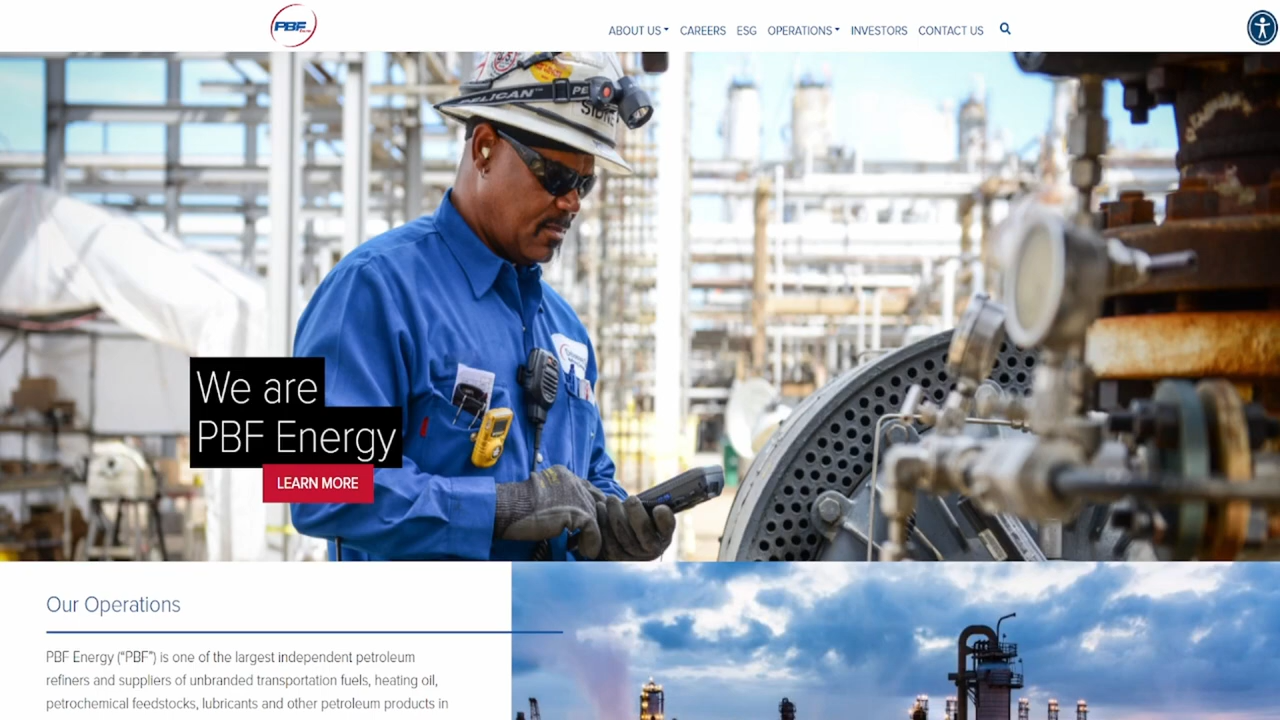 PBF
ABOUT US CAREERS ESG OPERATIONS INVESTORS CONTACT US
PELICAN™ PE
We are
PBF Energy
LEARN MORE
Our Operations
PBF Energy (“PBF”) is one of the largest independent petroleum
refiners and suppliers of unbranded transportation fuels, heating oil,
petrochemical feedstocks, lubricants and other petroleum products in